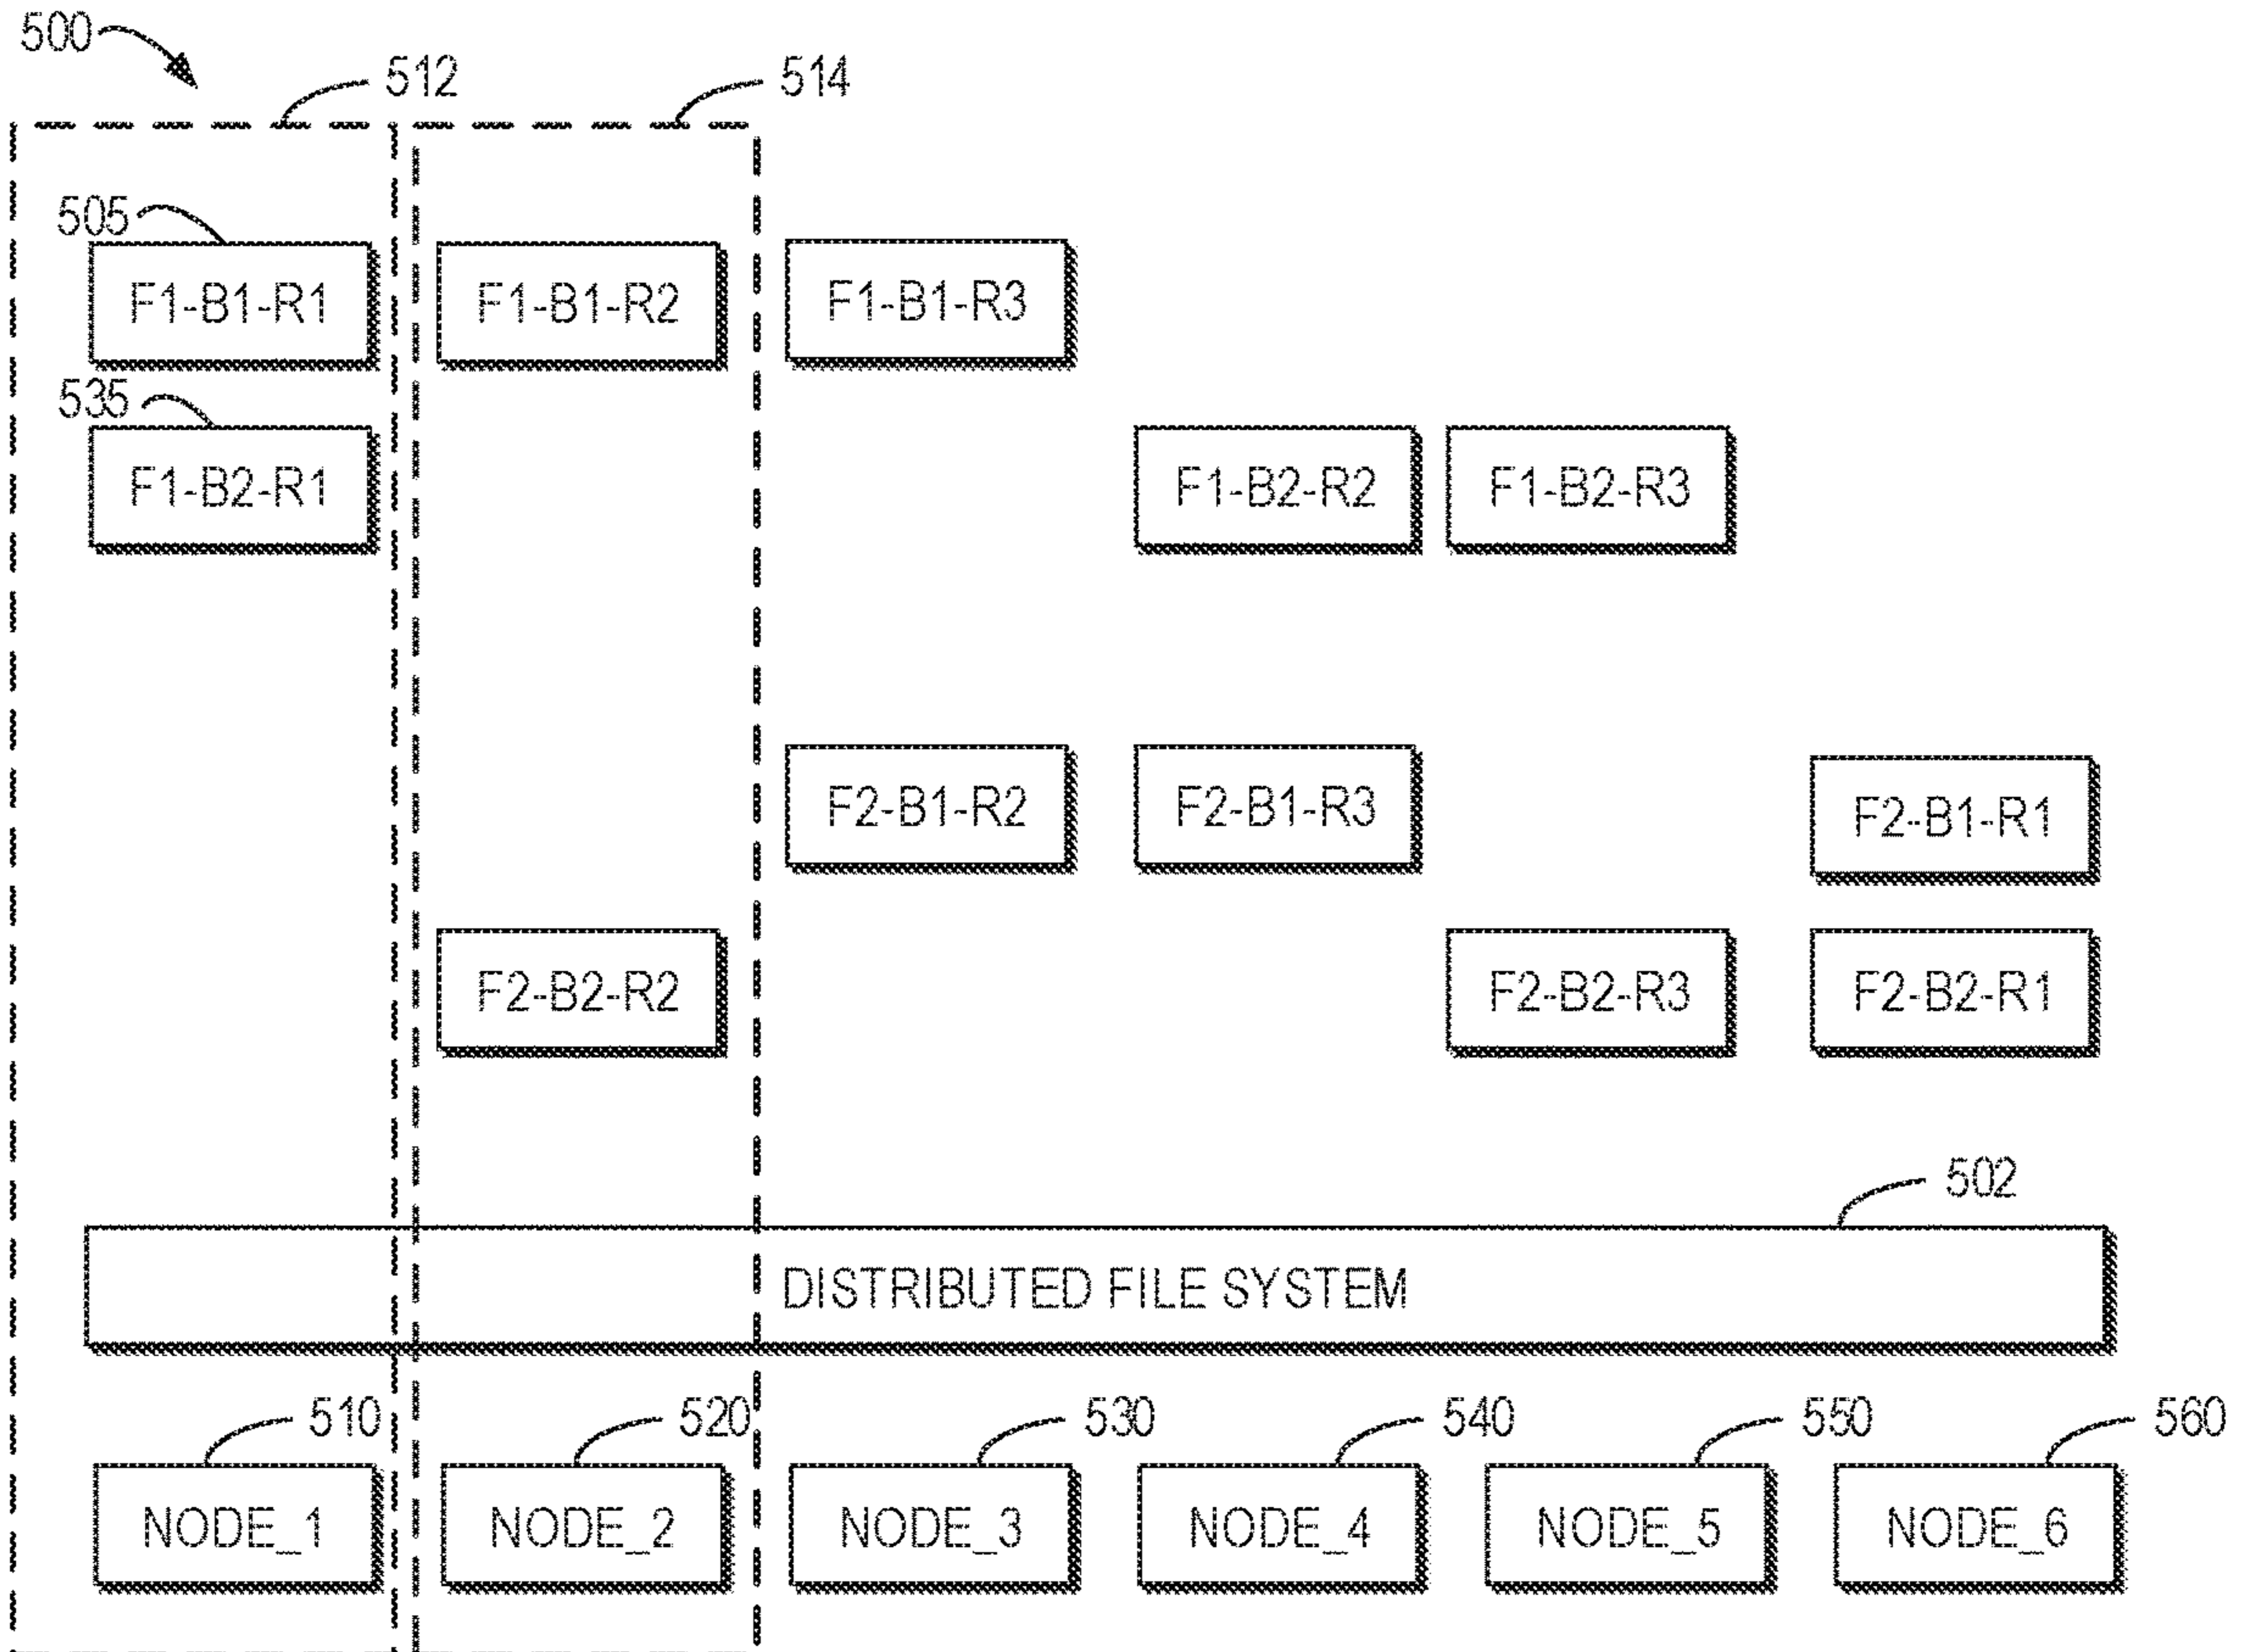 500
512
514
505
F1-B1-R1
F1-B1-R2
F1-B1-R3
535
F1-B2-R1
F1-B2-R2
F1-B2-R3
F2-B1-R2
F2-B1-R3
F2-B1-R1
F2-B2-R2
F2-B2-R3
F2-B2-R1
502
DISTRIBUTED FILE SYSTEM
510
520
530
540
550
560
NODE_1
NODE_2
NODE_3
NODE_4
NODE_5
NODE_6